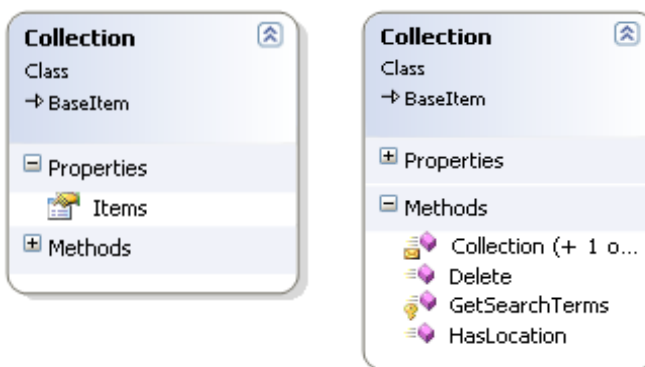 Collection
Class
BaseItem
Properties
Items
Methods
Collection
Class
BaseItem
Properties
Methods
Collection (+ 1 o...
Delete
GetSearchTerms
HasLocation